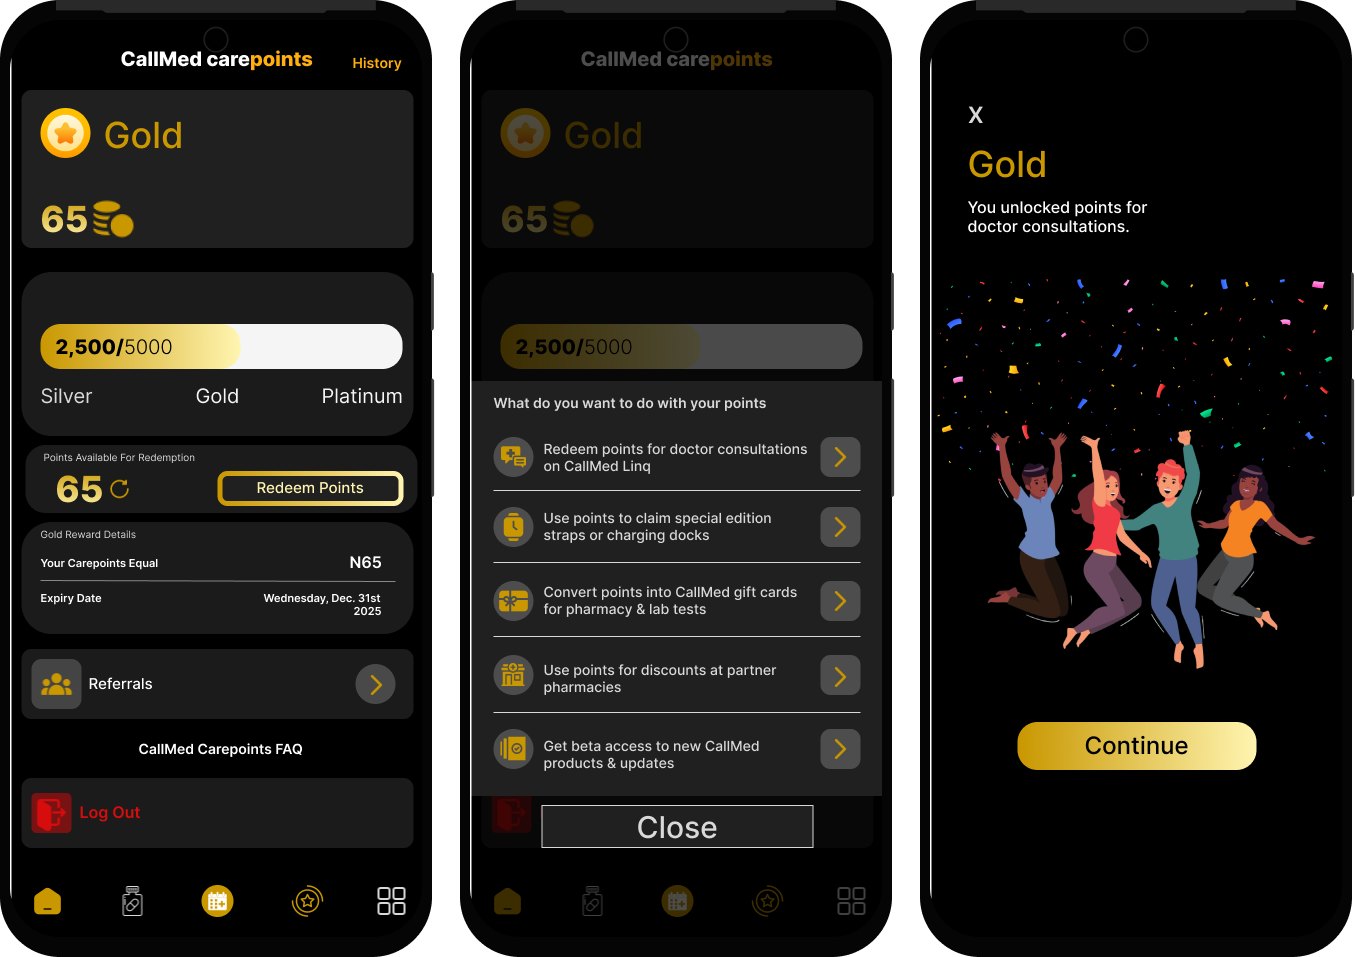 CallMed carepoints
History
Gold
65
2,500/5000
Silver
Gold
Platinum
Points Available For Redemption
65
Redeem Points
Gold Reward Details
Your Carepoints Equal
N65
Expiry Date
Wednesday, Dec. 31st
2025
Referrals
CallMed Carepoints FAQ
Log Out
CallMed carepoints
Gold
65
2,500/5000
What do you want to do with your points
Redeem points for doctor consultations
on CallMed Linq
Use points to claim special edition
straps or charging docks
Convert points into CallMed gift cards
for pharmacy & lab tests
Use points for discounts at partner
pharmacies
Get beta access to new CallMed
products & updates
Close
X
Gold
You unlocked points for
doctor consultations.
Continue